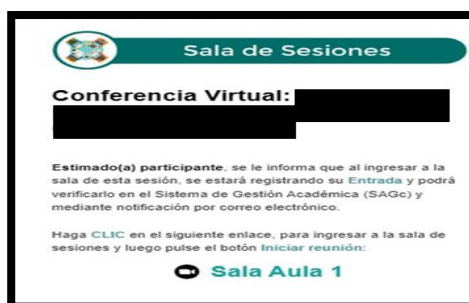 Sala de Sesiones
Conferencia Virtual:
Estimado(a) participante, se le informa que al ingresar a la
sala de esta sesión, se estará registrando su Entrada y podrá
verificarlo en el Sistema de Gestión Académica (SAGc) y
mediante notificación por correo electrónico.
Haga CLIC en el siguiente enlace, para ingresar a la sala de
sesiones y luego pulse el botón Iniciar reunión:
Sala Aula 1